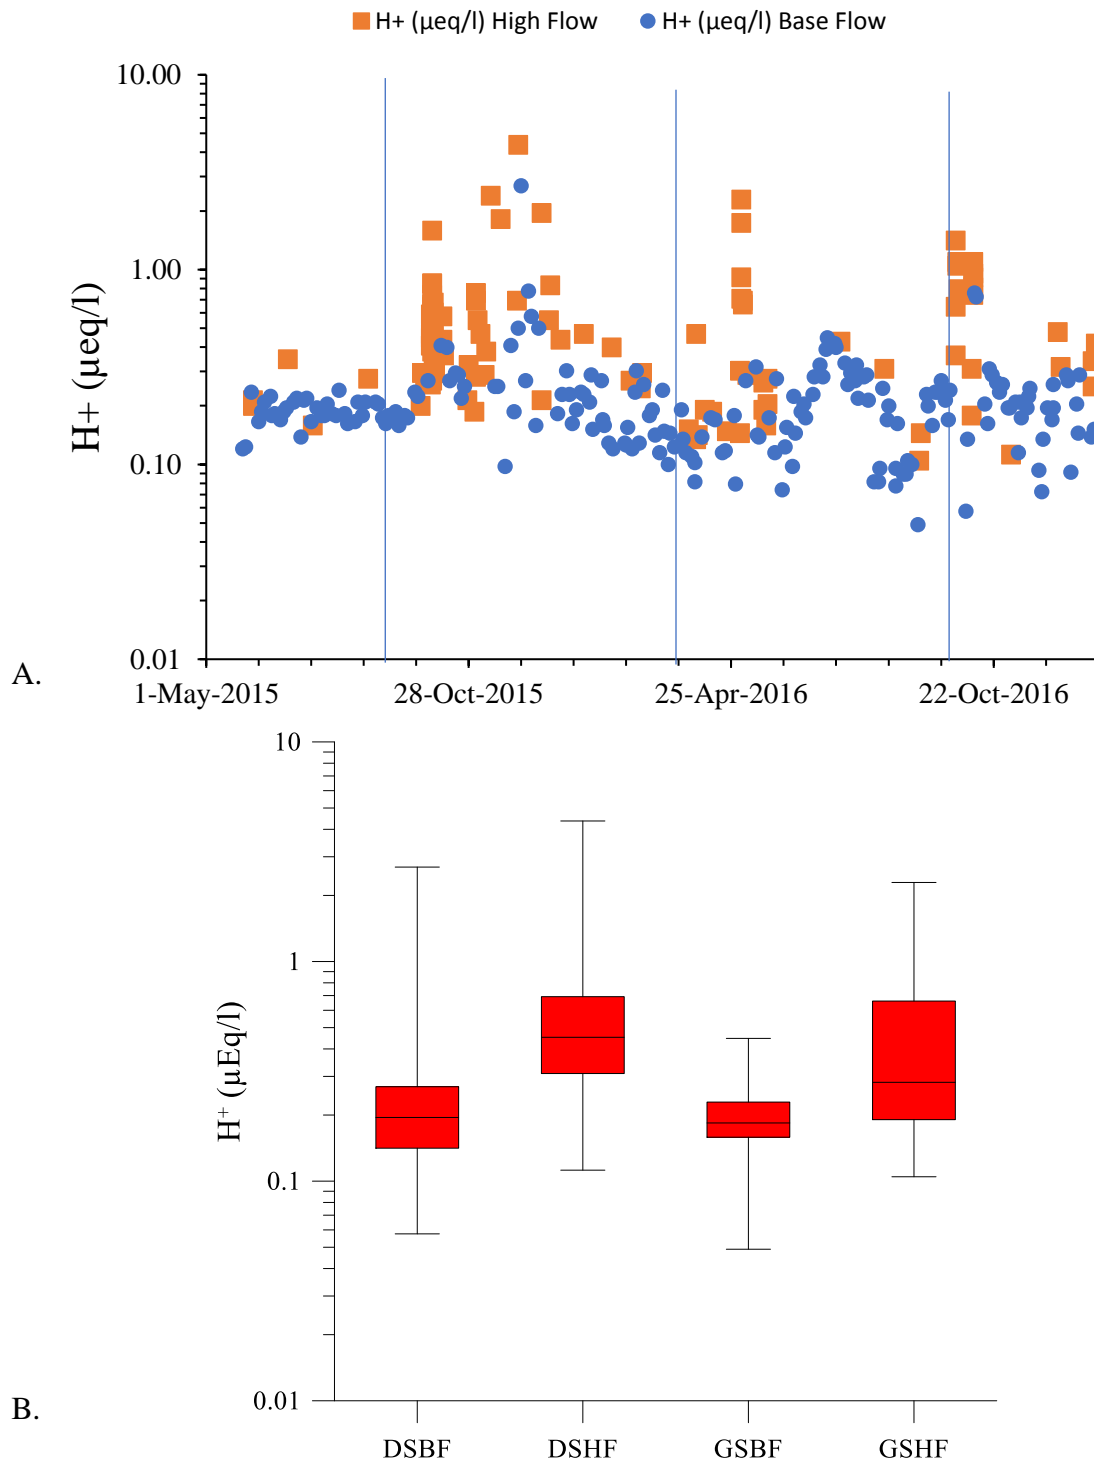 H+ (µeq/l) High Flow H+ (µeq/l) Base Flow
10.00
1.00
0.10
0.01
H+ (µeq/l)
A.
1-May-2015 28-Oct-2015 25-Apr-2016 22-Oct-2016
10
1
0.1
0.01
H⁺ (µEq/l)
B.
DSBF DSHF GSBF GSHF